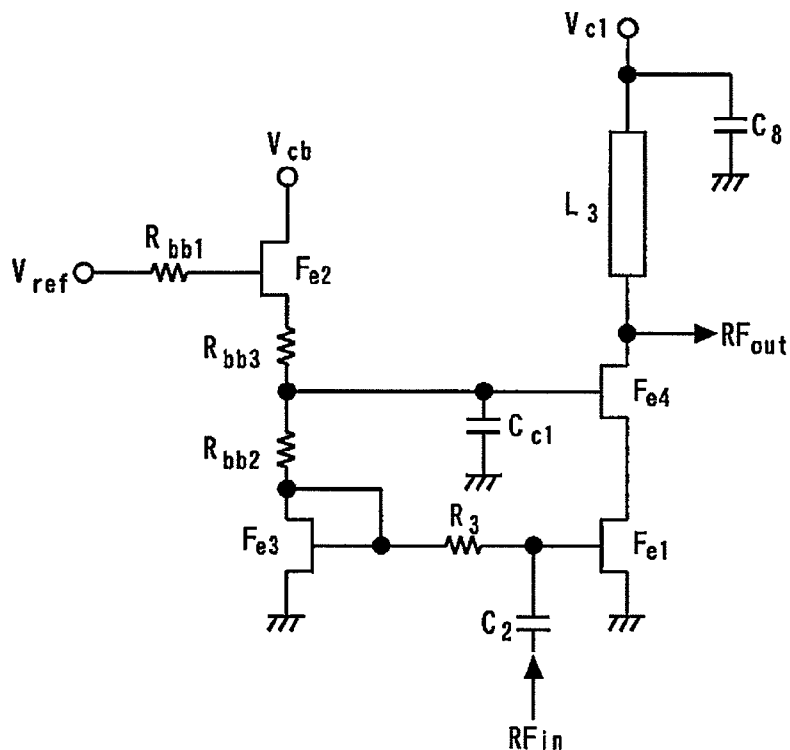 Vc1
C8
Vcb
L3
Rbb1
Vref
Fe2
RFout
Rbb3
Fe4
Cc1
Rbb2
R3
Fe3
Fe1
C2
RFin